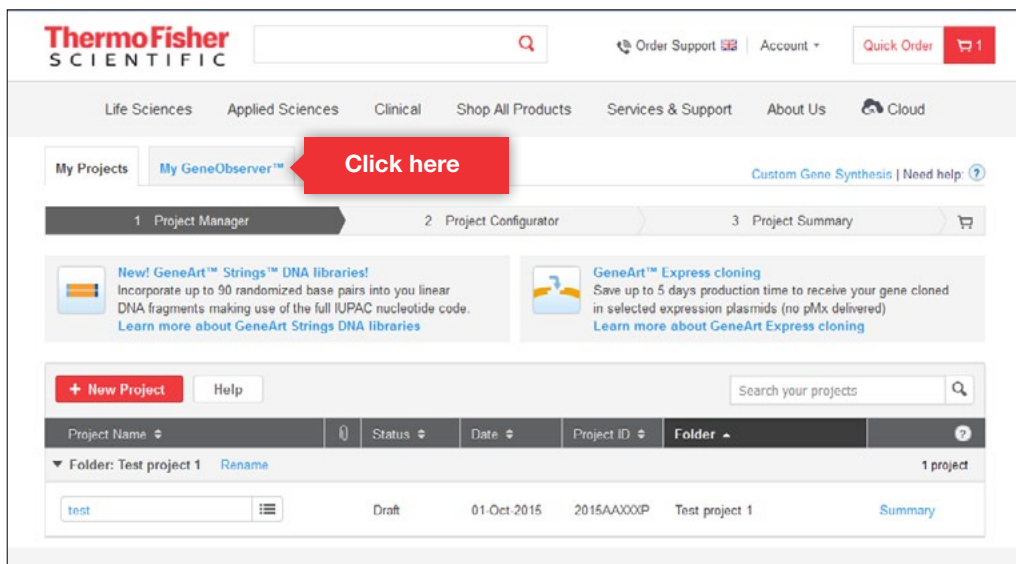 ThermoFisher
SCIENTIFIC
Order Support Account Quick Order 1
Life Sciences Applied Sciences Clinical Shop All Products Services & Support About Us Cloud
My Projects My GeneObserver™ Click here
Custom Gene Synthesis | Need help: ?
1 Project Manager 2 Project Configurator 3 Project Summary
New! GeneArt™ Strings™ DNA libraries!
Incorporate up to 90 randomized base pairs into you linear
DNA fragments making use of the full IUPAC nucleotide code.
Learn more about GeneArt Strings DNA libraries
GeneArt™ Express cloning
Save up to 5 days production time to receive your gene cloned
in selected expression plasmids (no pMx delivered)
Learn more about GeneArt Express cloning
+ New Project Help Search your projects
Project Name Status Date Project ID Folder ?
Folder: Test project 1 Rename 1 project
test Draft 01-Oct-2015 2015AAXXXP Test project 1 Summary